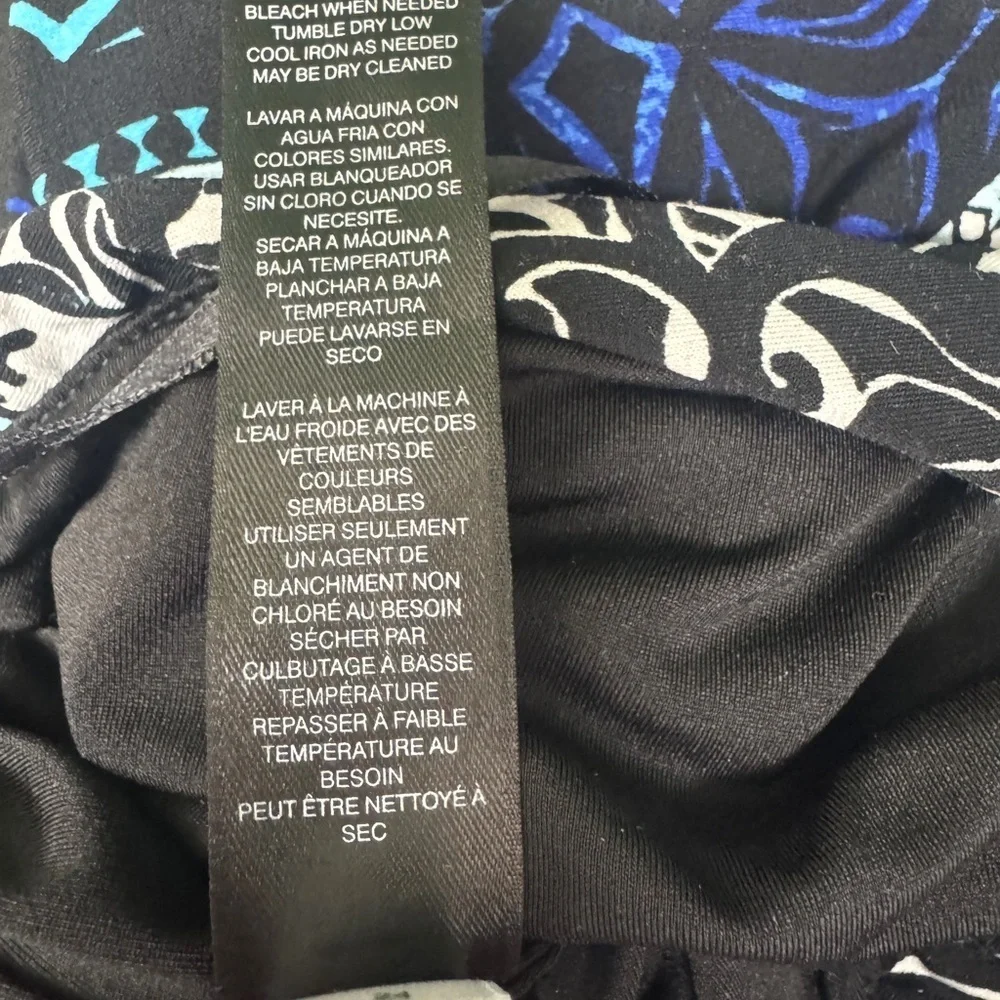 BLEACH WHEN NEEDED
TUMBLE DRY LOW
COOL IRON AS NEEDED
MAY BE DRY CLEANED
LAVAR A MÁQUINA CON
AGUA FRIA CON
COLORES SIMILARES.
USAR BLANQUEADOR
SIN CLORO CUANDO SE
NECESITE.
SECAR A MÁQUINA A
BAJA TEMPERATURA
PLANCHAR A BAJA
TEMPERATURA
PUEDE LAVARSE EN
SECO
LAVER À LA MACHINE À
L'EAU FROIDE AVEC DES
VÊTEMENTS DE
COULEURS
SEMBLABLES
UTILISER SEULEMENT
UN AGENT DE
BLANCHIMENT NON
CHLORÉ AU BESOIN
SÉCHER PAR
CULBUTAGE À BASSE
TEMPÉRATURE
REPASSER À FAIBLE
TEMPÉRATURE AU
BESOIN
PEUT ÊTRE NETTOYÉ À
SEC